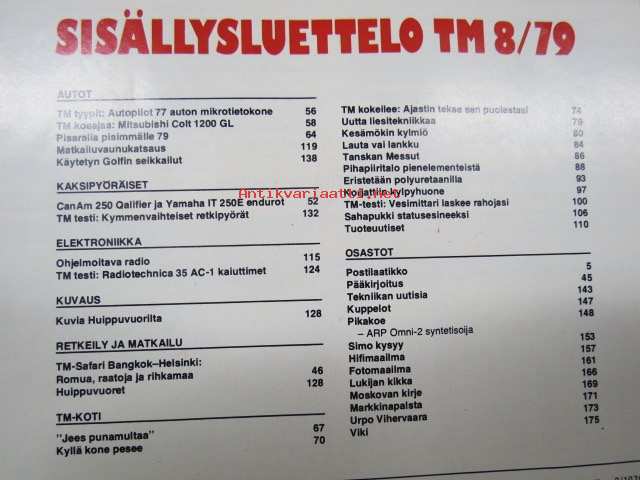 SISÄLLYSLUETTELO TM 8/79
AUTOT
TM tyypit: Autopilot 77 auton mikrotietokone 56
TM koeajaa: Mitsubishi Colt 1200 GL 58
Pisaralla pisimmälle 79 64
Matkailuvaunukatsaus 119
Käytetyn Golfin seikkailut 138
KAKSIPYÖRÄISET
CanAm 250 Qalifier ja Yamaha IT 250E endurot 52
TM testi: Kymmenvaihteiset retkipyörät 132
ELEKTRONIIKKA
Ohjelmoitava radio 115
TM testi: Radiotechnica 35 AC-1 kaiuttimet 124
KUVAUS
Kuvia Huippuvuorilta 128
RETKEILY JA MATKAILU
TM-Safari Bangkok–Helsinki:
Romua, raatoja ja rihkamaa 46
Huippuvuoret 128
TM-KOTI
"Jees punamultaa" 67
Kyllä kone pesee 70
TM kokeilee: Ajastin tekee sen puolestasi 74
Uutta liesitekniikkaa 79
Kesämökin kylmiö 80
Lauta vai lankku 84
Tanskan Messut 86
Pihapiiritalo pienelementeistä 88
Eristetään polyuretaanilla 93
Koijattiin kylpyhuone 97
TM-testi: Vesimittari laskee rahojasi 100
Sahapukki statusesineeksi 106
Tuoteuutiset 110
OSASTOT
Postilaatikko 5
Pääkirjoitus 45
Tekniikan uutisia 143
Kuppelot 147
Pikakoe 148
– ARP Omni-2 syntetisoija
Simo kysyy 153
Hifimaailma 157
Fotomaailma 161
Lukijan kikka 166
Moskovan kirje 169
Markkinapalsta 171
Urpo Vihervaara 173
Viki 175
Antikvariaatti.net